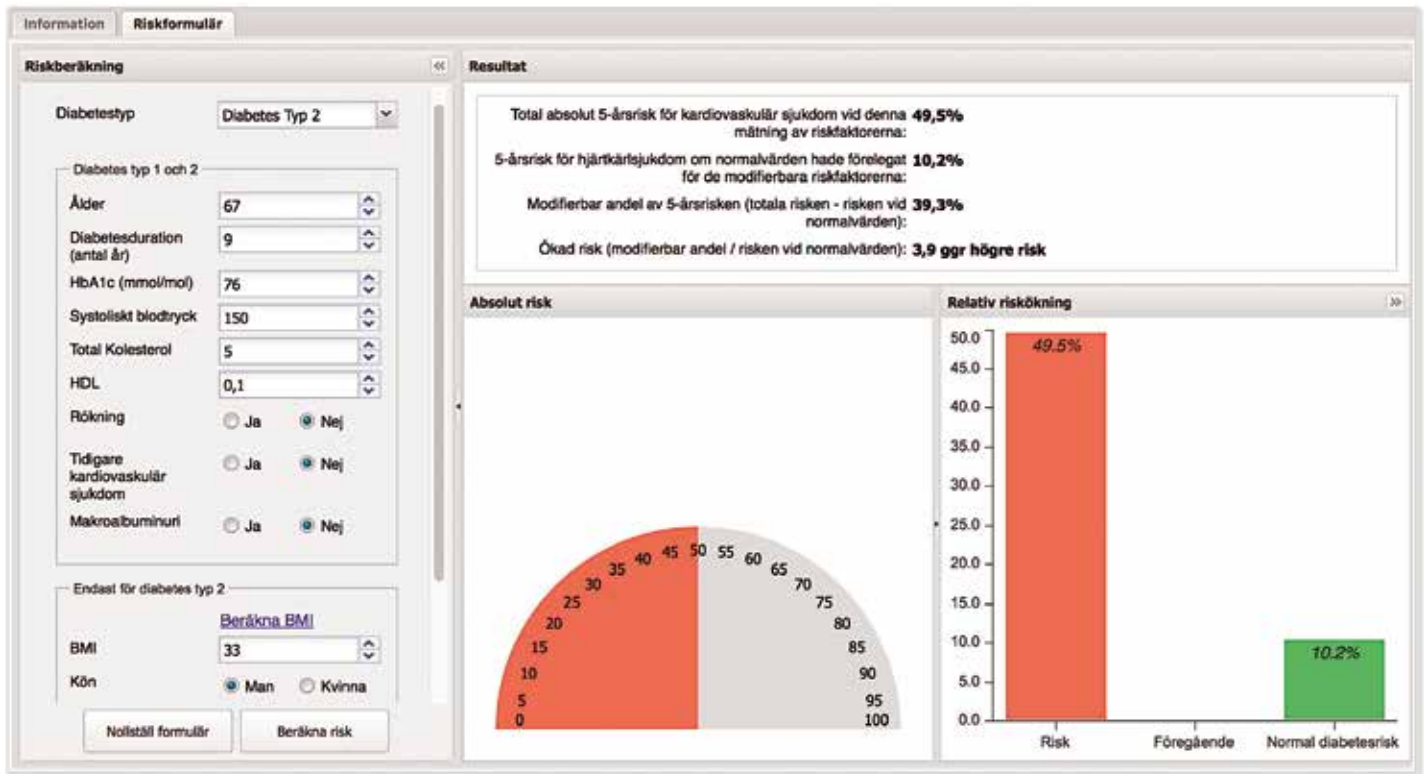 Information Riskformulär
Riskberäkning
Diabetestyp Diabetes Typ 2
Diabetes typ 1 och 2
Ålder 67
Diabetesduration 9
(antal år)
HbA1c (mmol/mol) 76
Systoliskt blodtryck 150
Total Kolesterol 5
HDL 0,1
Rökning Ja Nej
Tidigare Ja Nej
kardiovaskulär
sjukdom
Makroalbuminuri Ja Nej
Endast för diabetes typ 2
Beräkna BMI
BMI 33
Kön Man Kvinna
Nollställ formulär Beräkna risk
Resultat
Total absolut 5-årsrisk för kardiovaskulär sjukdom vid denna 49,5%
mätning av riskfaktorerna:
5-årsrisk för hjärtkärlsjukdom om normalvärden hade förelegat 10,2%
för de modifierbara riskfaktorerna:
Modifierbar andel av 5-årsrisken (totala risken - risken vid 39,3%
normalvärden):
Ökad risk (modifierbar andel / risken vid normalvärden): 3,9 ggr högre risk
Absolut risk
0
5
10
15
20
25
30
35
40
45
50
55
60
65
70
75
80
85
90
95
100
Relativ riskökning
50.0
45.0
40.0
35.0
30.0
25.0
20.0
15.0
10.0
5.0
0.0
49.5%
10.2%
Risk Föregående Normal diabetesrisk